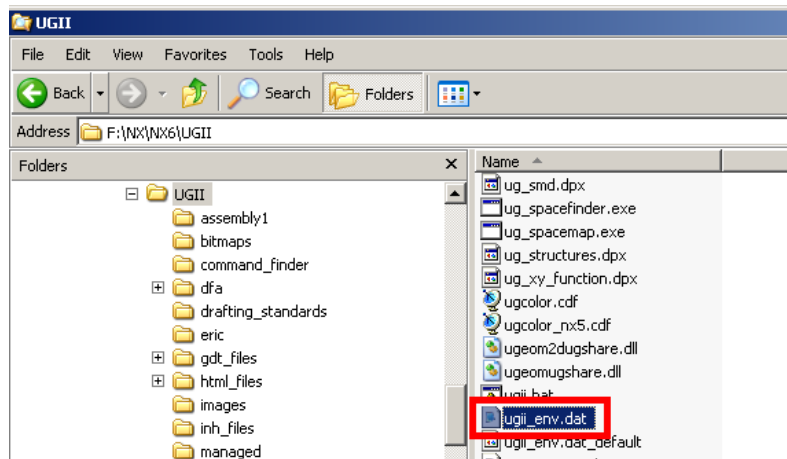 UGII
File Edit View Favorites Tools Help
Back Search Folders
Address F:\NX\NX6\UGII
Folders x
UGII
assembly1
bitmaps
command_finder
dfa
drafting_standards
eric
gdt_files
html_files
images
inh_files
managed
Name
ug_smd.dpx
ug_spacefinder.exe
ug_spacemap.exe
ug_structures.dpx
ug_xy_function.dpx
ugcolor.cdf
ugcolor_nx5.cdf
ugeom2dugshare.dll
ugeomugshare.dll
ugii.bat
ugii_env.dat
ugii_env.dat_default